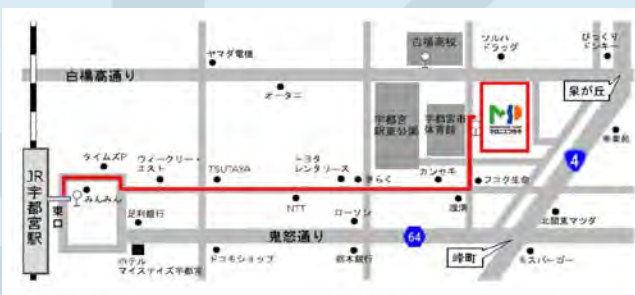 白楊高校
ツルハ
ドラッグ
びっくり
ドンキー
ヤマダ電機
白楊高通り
泉が丘
オータニ
宇都宮
駅東公園
宇都宮市
体育館
4
タイムズP
ウィークリー・
エスト
TSUTAYA
トヨタ
レンタリース
きらく
カンセキ
フコク生命
JR宇都宮駅
東口
みんみん
足利銀行
NTT
ローソン
北関東マツダ
鬼怒通り
64
峰町
ホテル
マイステイズ宇都宮
ドコモショップ
栃木銀行
モスバーガー